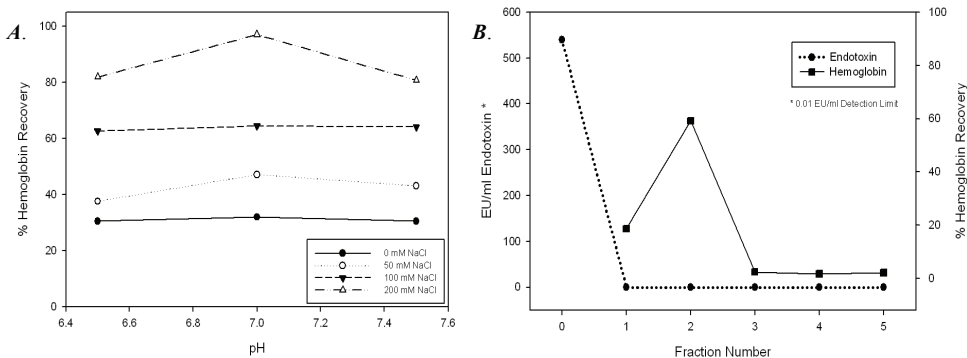 A.
% Hemoglobin Recovery
100
80
60
40
20
0
6.4
6.6
6.8
7.0
7.2
7.4
7.6
pH
0 mM NaCl
50 mM NaCl
100 mM NaCl
200 mM NaCl
B.
EU/ml Endotoxin *
600
500
400
300
200
100
0
0
1
2
3
4
5
Fraction Number
Endotoxin
Hemoglobin
* 0.01 EU/ml Detection Limit
100
80
60
40
20
0
% Hemoglobin Recovery